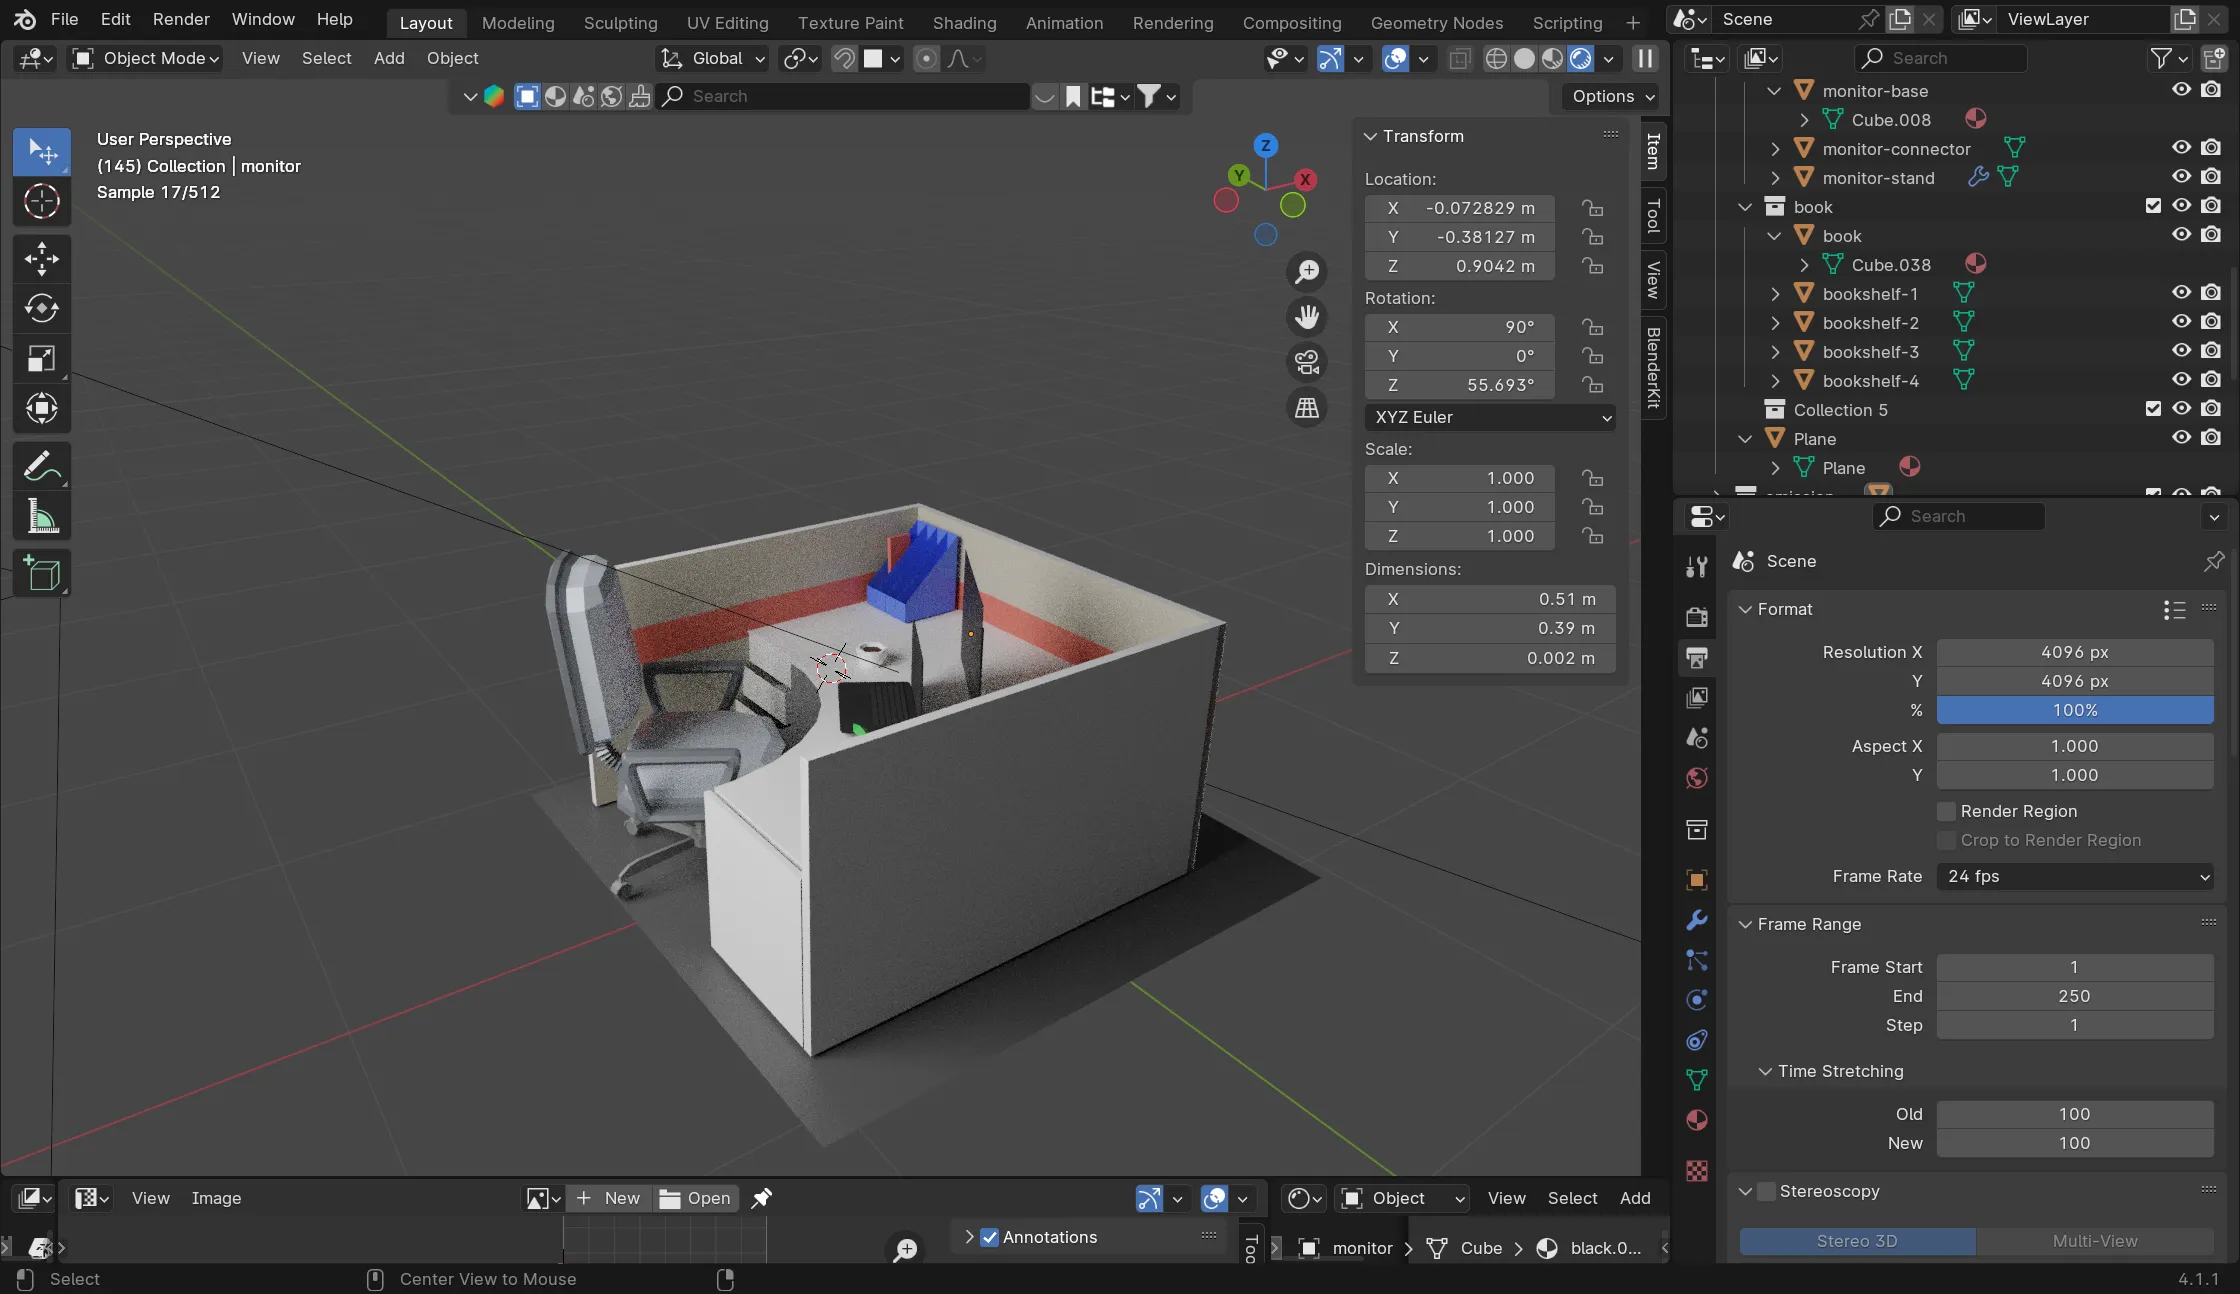 File Edit Render Window Help
Layout Modeling Sculpting UV Editing Texture Paint Shading Animation Rendering Compositing Geometry Nodes Scripting
Scene
ViewLayer
Object Mode View Select Add Object
Global
Search
Search
Options
User Perspective
(145) Collection | monitor
Sample 17/512
Z
Y
X
Transform
Location:
X -0.072829 m
Y -0.38127 m
Z 0.9042 m
Rotation:
X 90°
Y 0°
Z 55.693°
XYZ Euler
Scale:
X 1.000
Y 1.000
Z 1.000
Dimensions:
X 0.51 m
Y 0.39 m
Z 0.002 m
Item
Tool
View
BlenderKit
monitor-base
Cube.008
monitor-connector
monitor-stand
book
book
Cube.038
bookshelf-1
bookshelf-2
bookshelf-3
bookshelf-4
Collection 5
Plane
Plane
Search
Scene
Format
Resolution X 4096 px
Y 4096 px
% 100%
Aspect X 1.000
Y 1.000
Render Region
Crop to Render Region
Frame Rate 24 fps
Frame Range
Frame Start 1
End 250
Step 1
Time Stretching
Old 100
New 100
Stereoscopy
Stereo 3D Multi-View
View Image
New Open
Annotations
Too
Object View Select Add
monitor Cube black.0...
Select
Center View to Mouse
4.1.1